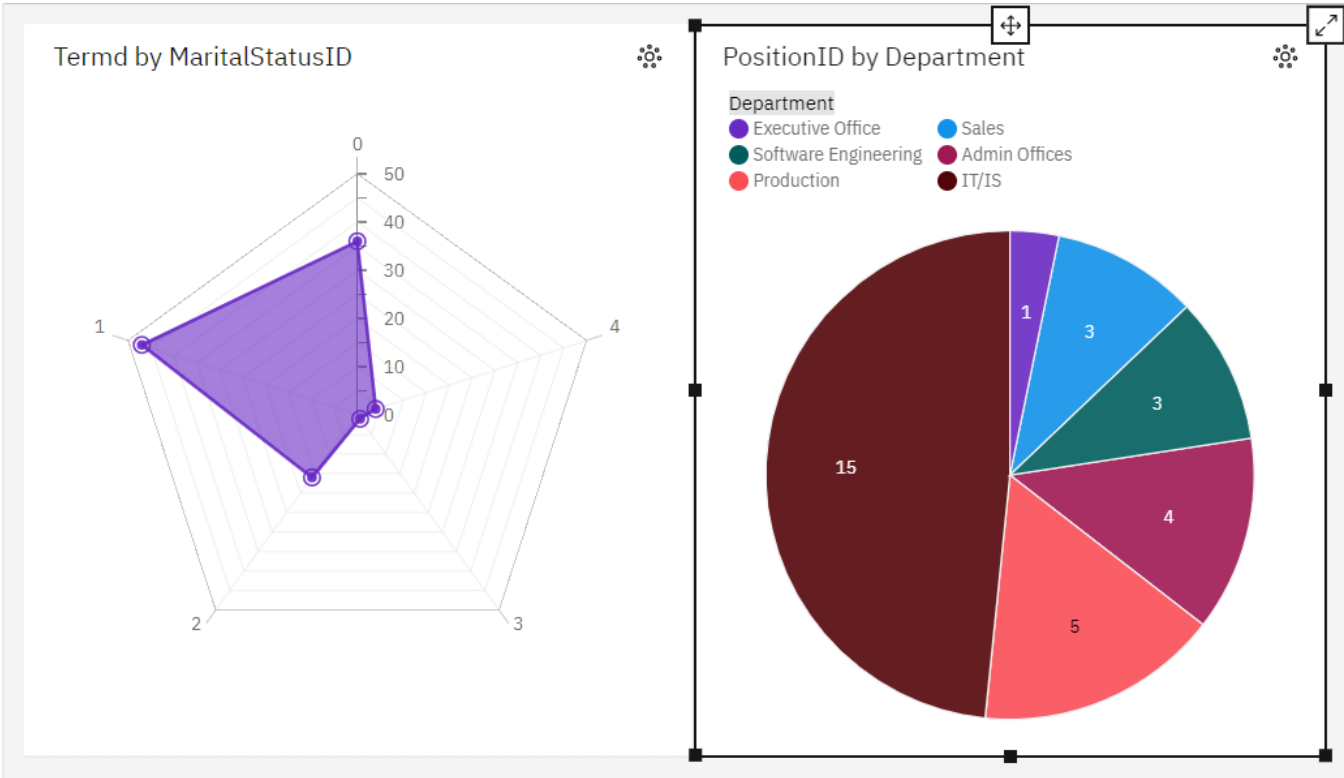 Termd by MaritalStatusID
0
50
40
30
20
10
0
1
4
2
3
PositionID by Department
Department
Executive Office
Sales
Software Engineering
Admin Offices
Production
IT/IS
1
3
3
15
4
5